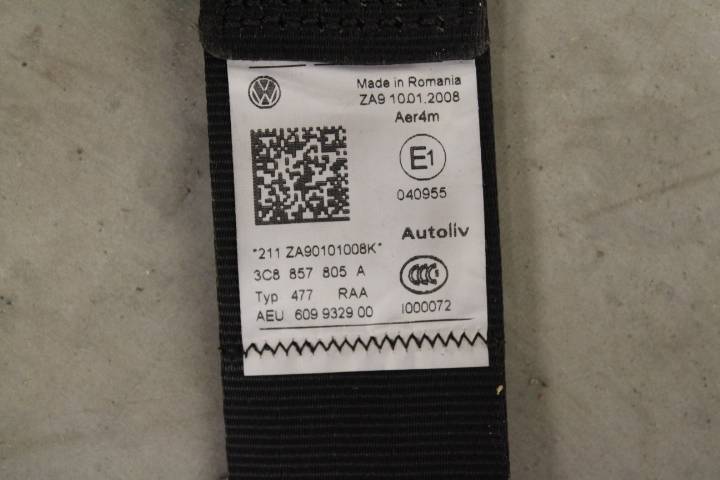 Made in Romania
ZA9 10.01.2008
Aer4m
E1
040955
Autoliv
*211 ZA90101008K*
3C8 857 805 A
Typ 477 RAA
AEU 609 9329 00
CCC
I000072